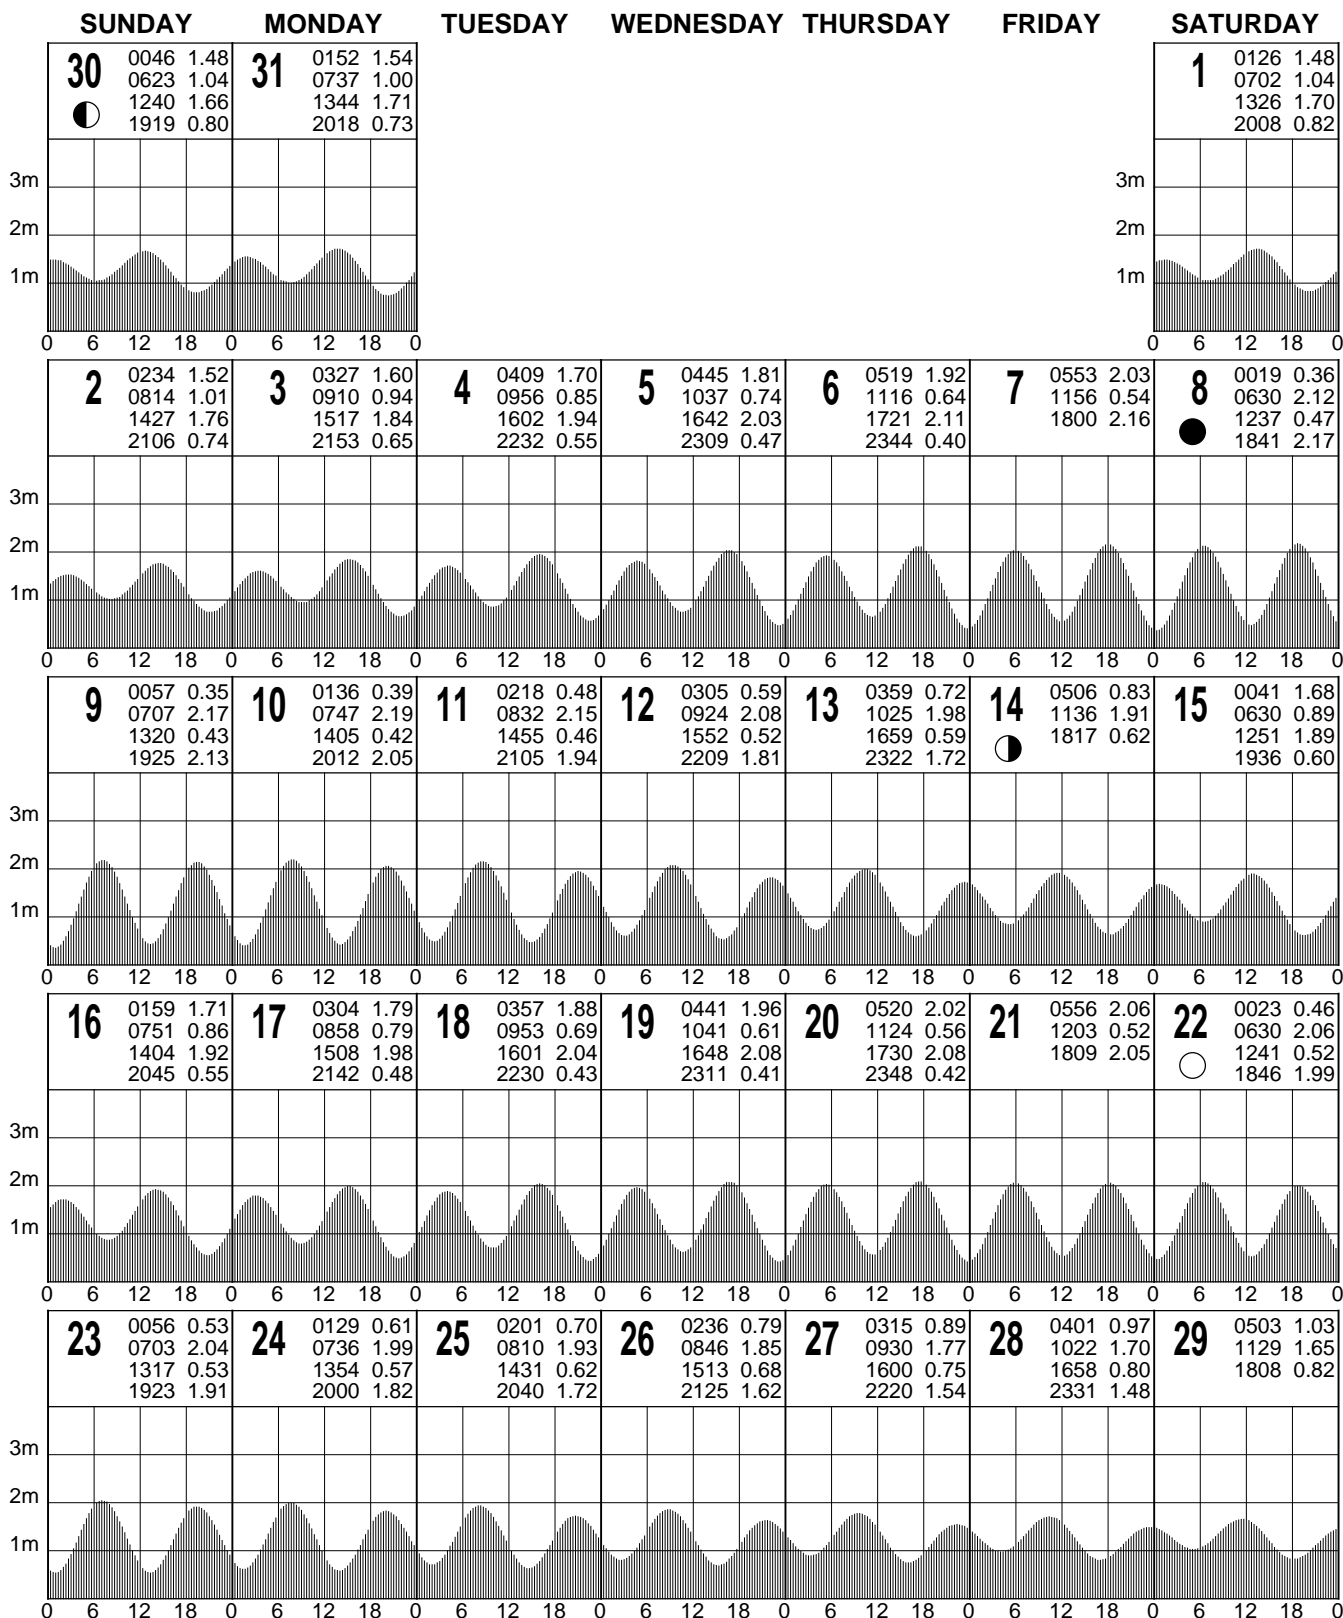 SUNDAY MONDAY TUESDAY WEDNESDAY THURSDAY FRIDAY SATURDAY
30 0046 1.48
0623 1.04
1240 1.66
1919 0.80
31 0152 1.54
0737 1.00
1344 1.71
2018 0.73
1 0126 1.48
0702 1.04
1326 1.70
2008 0.82
3m 3m
2m 2m
1m 1m
0 6 12 18 0 6 12 18 0 0 6 12 18 0
2 0234 1.52
0814 1.01
1427 1.76
2106 0.74
3 0327 1.60
0910 0.94
1517 1.84
2153 0.65
4 0409 1.70
0956 0.85
1602 1.94
2232 0.55
5 0445 1.81
1037 0.74
1642 2.03
2309 0.47
6 0519 1.92
1116 0.64
1721 2.11
2344 0.40
7 0553 2.03
1156 0.54
1800 2.16
8 0019 0.36
0630 2.12
1237 0.47
1841 2.17
3m
2m
1m
0 6 12 18 0 6 12 18 0 6 12 18 0 6 12 18 0 6 12 18 0 6 12 18 0 6 12 18 0
9 0057 0.35
0707 2.17
1320 0.43
1925 2.13
10 0136 0.39
0747 2.19
1405 0.42
2012 2.05
11 0218 0.48
0832 2.15
1455 0.46
2105 1.94
12 0305 0.59
0924 2.08
1552 0.52
2209 1.81
13 0359 0.72
1025 1.98
1659 0.59
2322 1.72
14 0506 0.83
1136 1.91
1817 0.62
15 0041 1.68
0630 0.89
1251 1.89
1936 0.60
3m
2m
1m
0 6 12 18 0 6 12 18 0 6 12 18 0 6 12 18 0 6 12 18 0 6 12 18 0 6 12 18 0
16 0159 1.71
0751 0.86
1404 1.92
2045 0.55
17 0304 1.79
0858 0.79
1508 1.98
2142 0.48
18 0357 1.88
0953 0.69
1601 2.04
2230 0.43
19 0441 1.96
1041 0.61
1648 2.08
2311 0.41
20 0520 2.02
1124 0.56
1730 2.08
2348 0.42
21 0556 2.06
1203 0.52
1809 2.05
22 0023 0.46
0630 2.06
1241 0.52
1846 1.99
3m
2m
1m
0 6 12 18 0 6 12 18 0 6 12 18 0 6 12 18 0 6 12 18 0 6 12 18 0 6 12 18 0
23 0056 0.53
0703 2.04
1317 0.53
1923 1.91
24 0129 0.61
0736 1.99
1354 0.57
2000 1.82
25 0201 0.70
0810 1.93
1431 0.62
2040 1.72
26 0236 0.79
0846 1.85
1513 0.68
2125 1.62
27 0315 0.89
0930 1.77
1600 0.75
2220 1.54
28 0401 0.97
1022 1.70
1658 0.80
2331 1.48
29 0503 1.03
1129 1.65
1808 0.82
3m
2m
1m
0 6 12 18 0 6 12 18 0 6 12 18 0 6 12 18 0 6 12 18 0 6 12 18 0 6 12 18 0